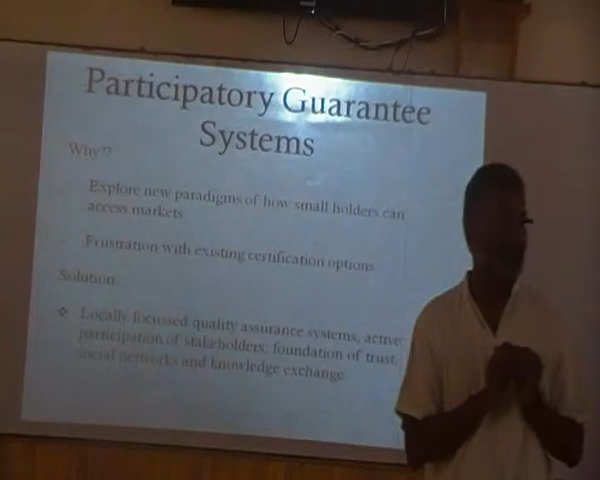 Participatory Guarantee
Systems
Why??
Explore new paradigms of how small holders can
access markets
Frustration with existing certification options
Solution:
❖ Locally focussed quality assurance systems, active
participation of stakeholders, foundation of trust,
social networks and knowledge exchange